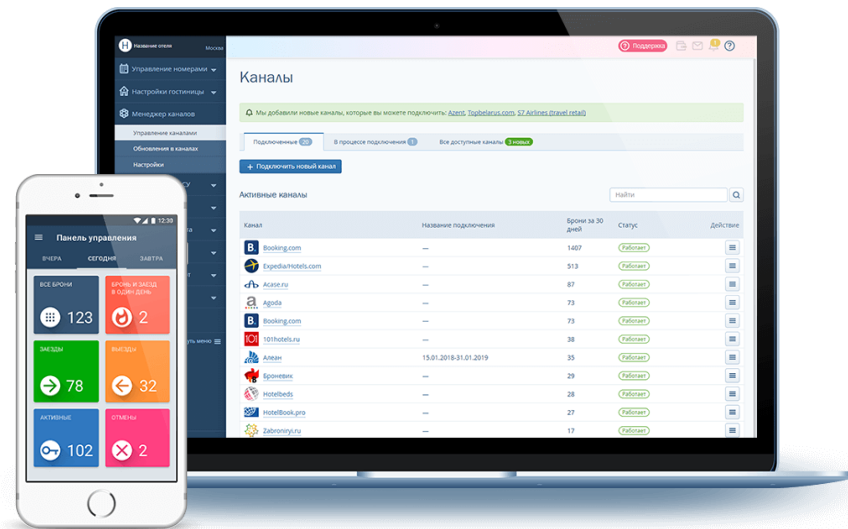 Название отеля
Москва
Поддержка
Управление номерами
Настройки гостиницы
Менеджер каналов
Управление каналами
Обновления в каналах
Настройки
Каналы
Мы добавили новые каналы, которые вы можете подключить: Azent, Topbelarus.com, S7 Airlines (travel retail)
Подключенные 20
В процессе подключения 1
Все доступные каналы 3 новых
+ Подключить новый канал
Активные каналы
Найти
Канал Название подключения Брони за 30 дней Статус Действие
B. Booking.com — 1407 Работает
Expedia/Hotels.com — 513 Работает
Acase.ru — 87 Работает
Agoda — 73 Работает
B. Booking.com — 73 Работает
101 101hotels.ru — 38 Работает
Алеан 15.01.2018-31.01.2019 35 Работает
Броневик — 29 Работает
Hotelbeds — 28 Работает
HotelBook.pro — 27 Работает
Zabroniryi.ru — 17 Работает
12:38
Панель управления
ВЧЕРА СЕГОДНЯ ЗАВТРА
ВСЕ БРОНИ
123
БРОНЬ И ЗАЕЗД
В ОДИН ДЕНЬ
2
ЗАЕЗДЫ
78
ВЫЕЗДЫ
32
АКТИВНЫЕ
102
ОТМЕНЫ
2